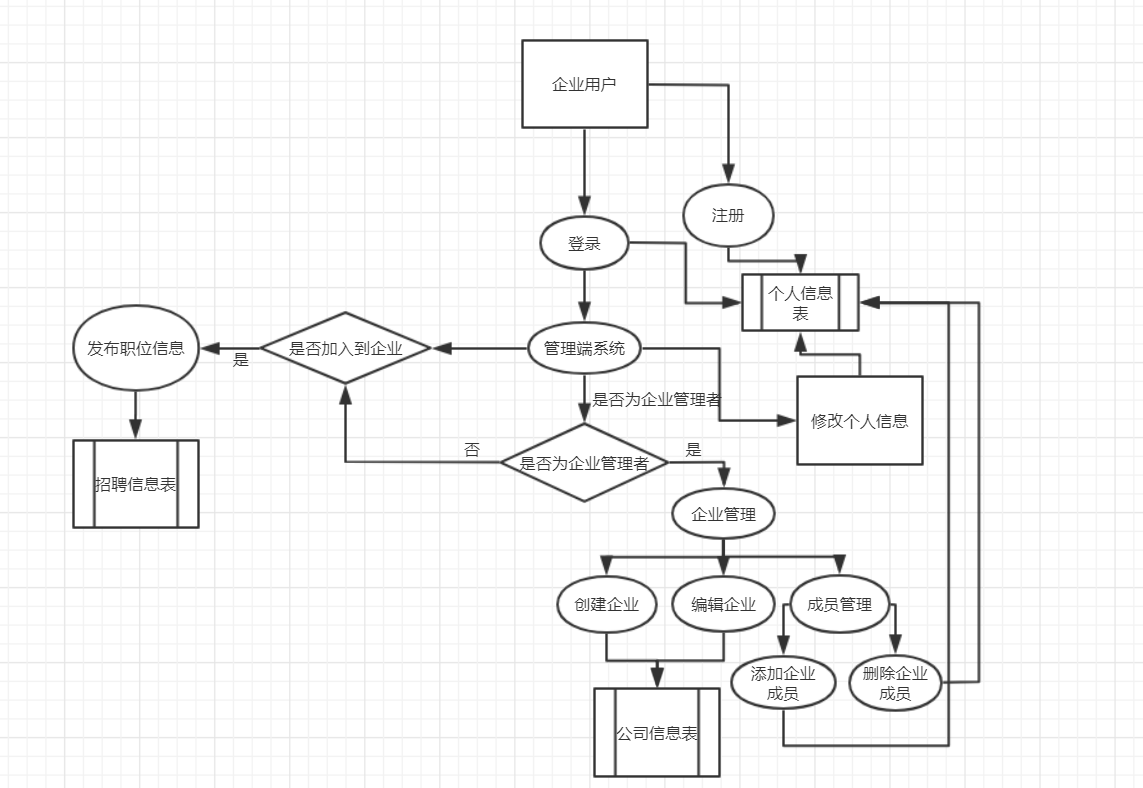 企业用户
注册
登录
个人信息
表
发布职位信息
是
是否加入到企业
管理端系统
是否为企业管理者
修改个人信息
否
是否为企业管理者
是
招聘信息表
企业管理
创建企业
编辑企业
成员管理
添加企业
成员
删除企业
成员
公司信息表